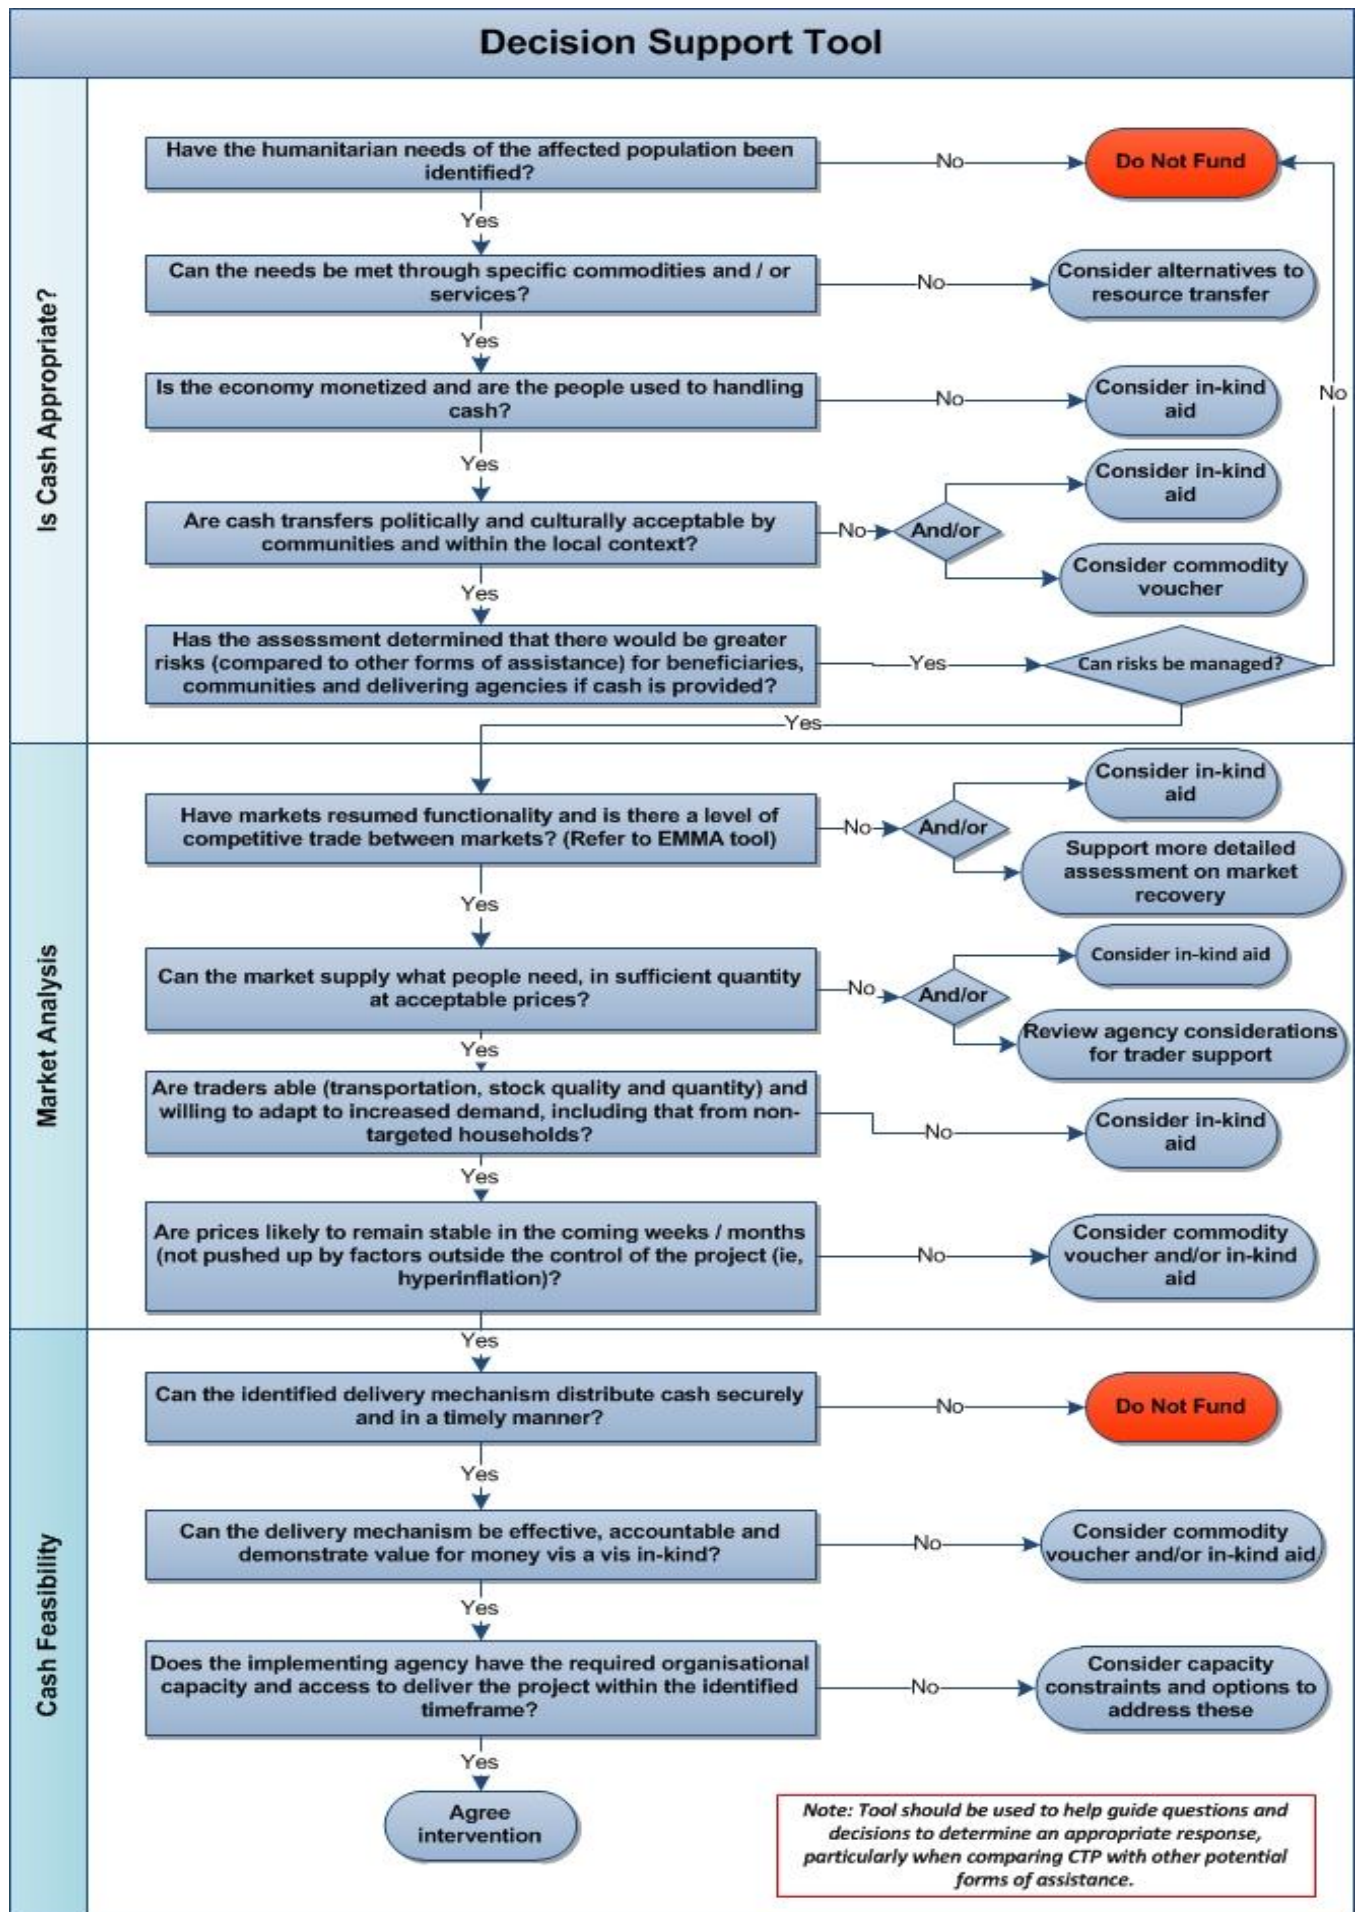 Decision Support Tool
Is Cash Appropriate?
Have the humanitarian needs of the affected population been
identified?
No
Do Not Fund
Yes
Can the needs be met through specific commodities and / or
services?
No
Consider alternatives to
resource transfer
Yes
Is the economy monetized and are the people used to handling
cash?
No
Consider in-kind
aid
No
Yes
Are cash transfers politically and culturally acceptable by
communities and within the local context?
No
And/or
Consider in-kind
aid
Consider commodity
voucher
Yes
Has the assessment determined that there would be greater
risks (compared to other forms of assistance) for beneficiaries,
communities and delivering agencies if cash is provided?
Yes
Can risks be managed?
Yes
Market Analysis
Have markets resumed functionality and is there a level of
competitive trade between markets? (Refer to EMMA tool)
No
And/or
Consider in-kind
aid
Support more detailed
assessment on market
recovery
Yes
Can the market supply what people need, in sufficient quantity
at acceptable prices?
No
And/or
Consider in-kind aid
Review agency considerations
for trader support
Yes
Are traders able (transportation, stock quality and quantity) and
willing to adapt to increased demand, including that from non-
targeted households?
No
Consider in-kind
aid
Yes
Are prices likely to remain stable in the coming weeks / months
(not pushed up by factors outside the control of the project (ie,
hyperinflation)?
No
Consider commodity
voucher and/or in-kind
aid
Yes
Cash Feasibility
Can the identified delivery mechanism distribute cash securely
and in a timely manner?
No
Do Not Fund
Yes
Can the delivery mechanism be effective, accountable and
demonstrate value for money vis a vis in-kind?
No
Consider commodity
voucher and/or in-kind aid
Yes
Does the implementing agency have the required organisational
capacity and access to deliver the project within the identified
timeframe?
No
Consider capacity
constraints and options to
address these
Yes
Agree
intervention
Note: Tool should be used to help guide questions and
decisions to determine an appropriate response,
particularly when comparing CTP with other potential
forms of assistance.